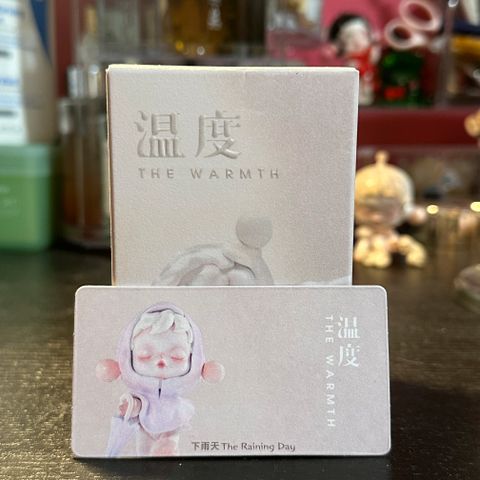 温度
THE WARMTH
温度
THE WARMTH
下雨天 The Raining Day